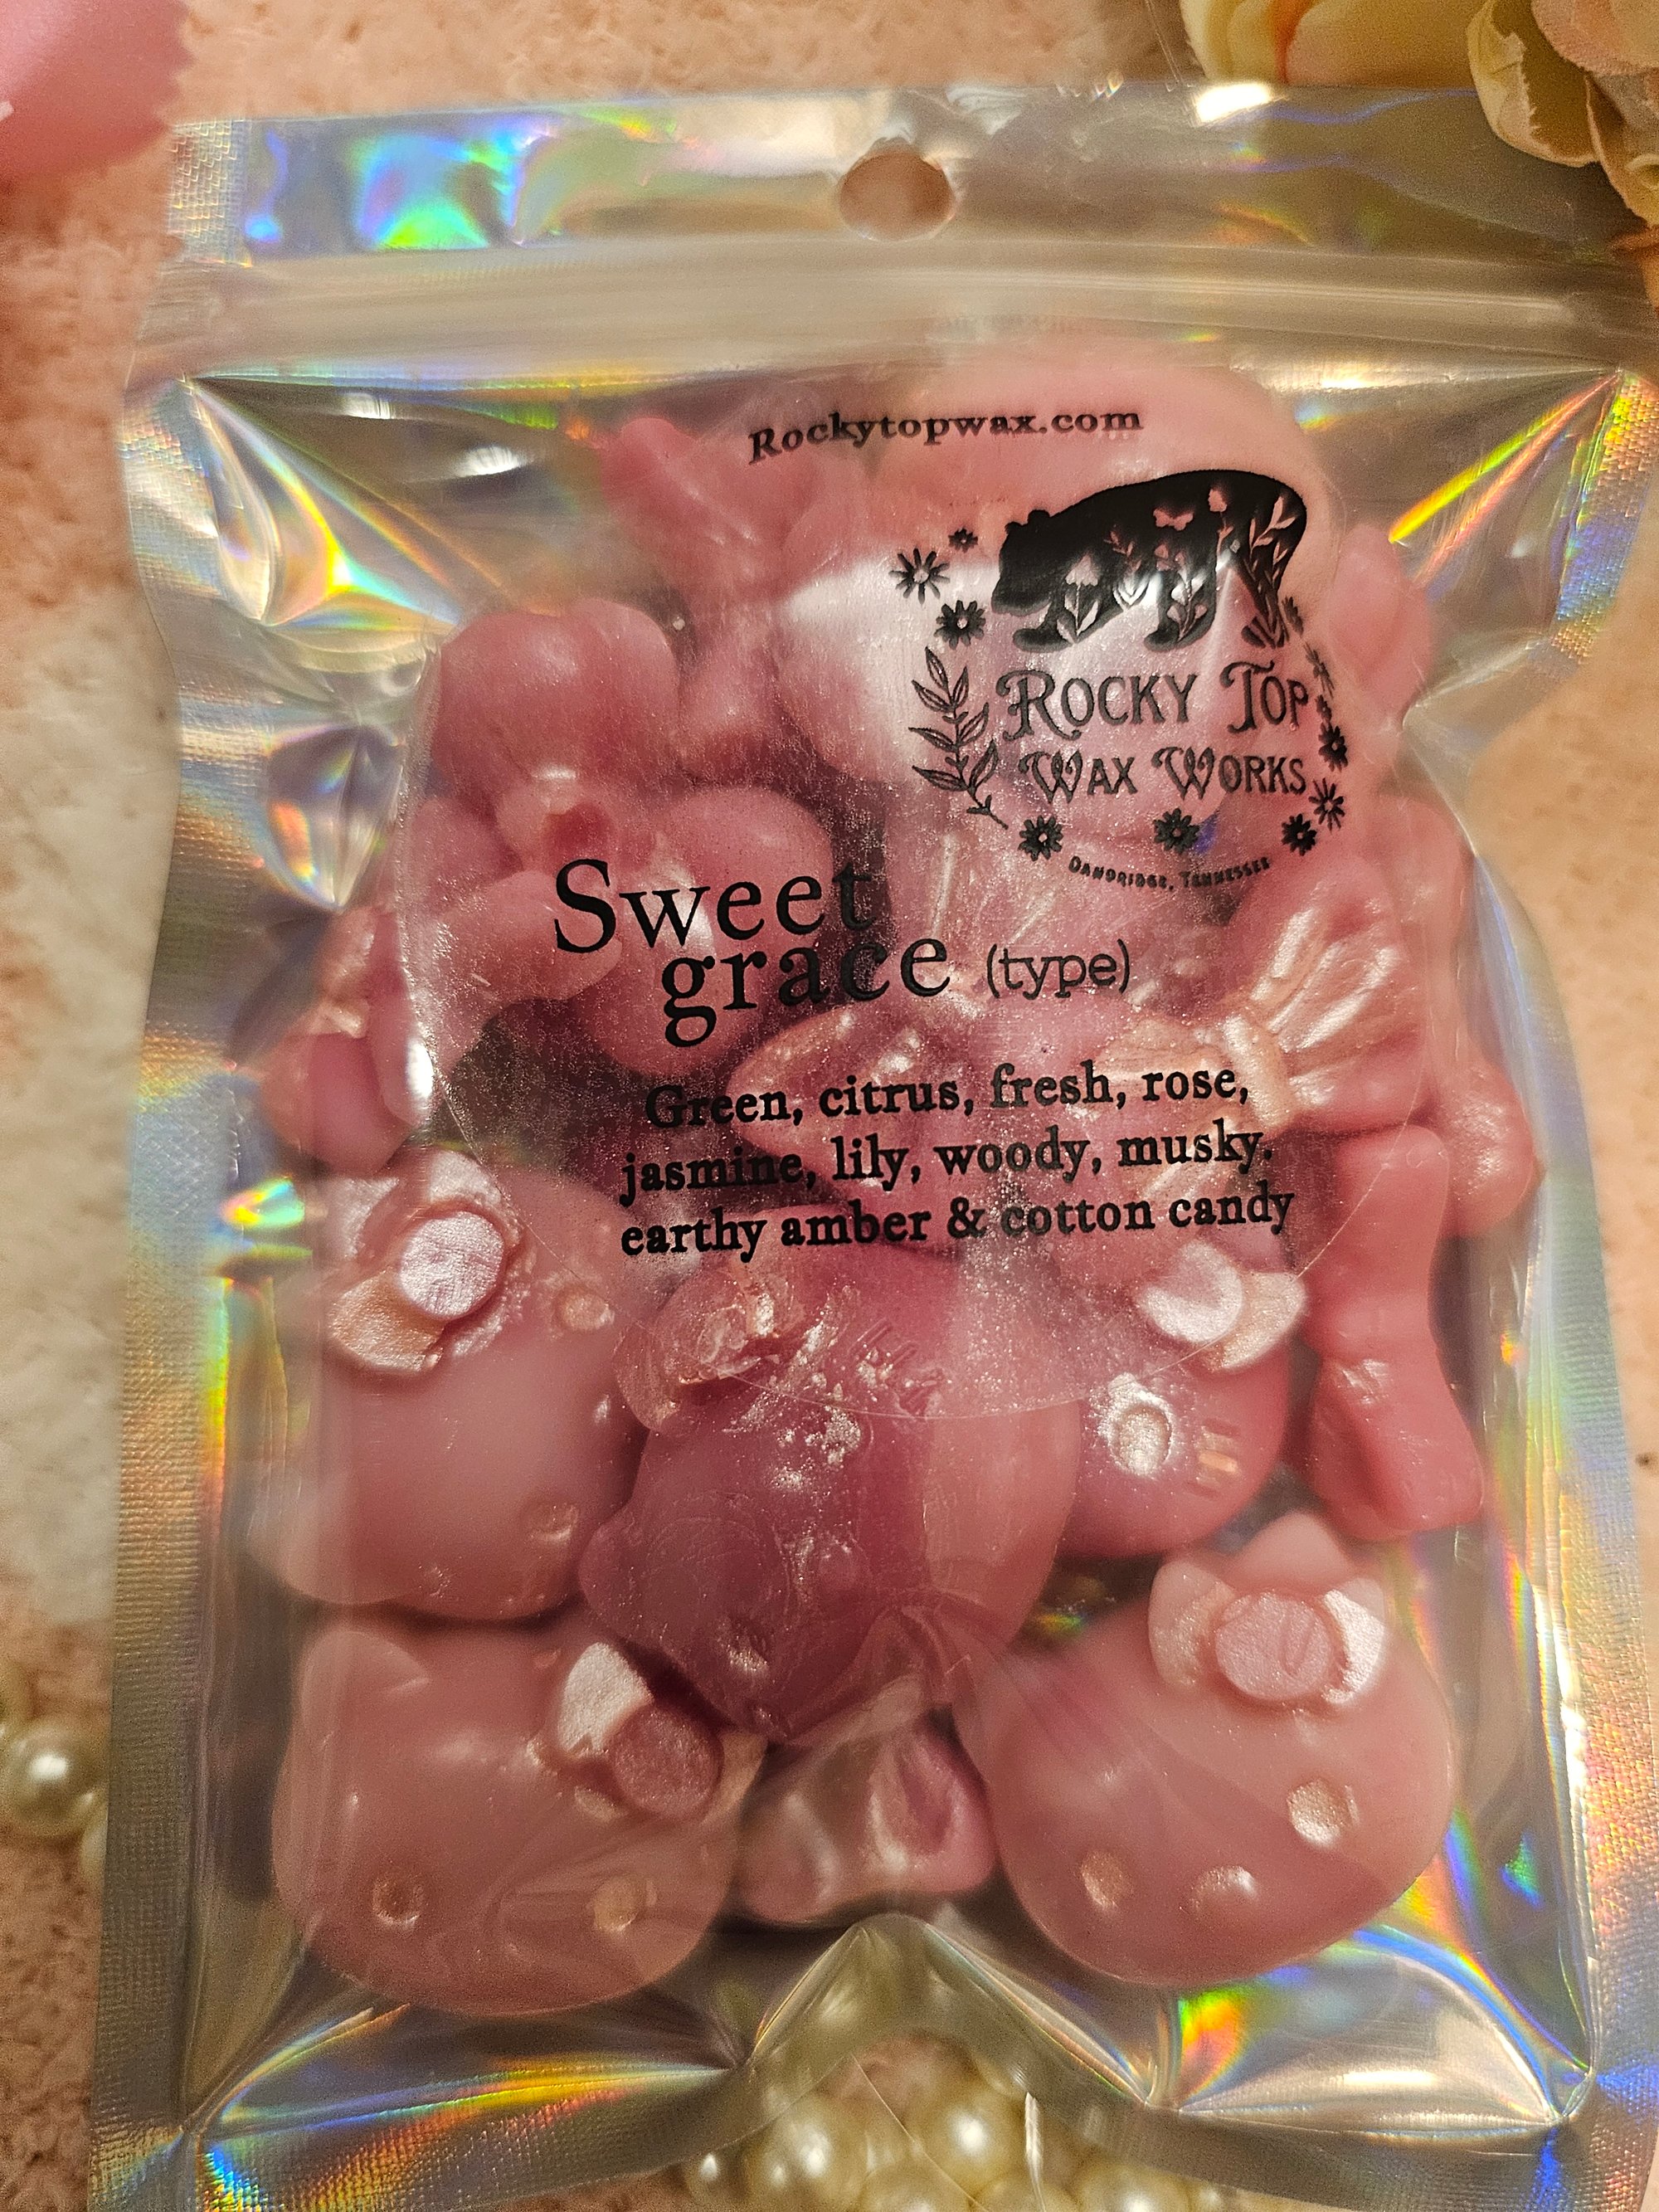 Rockytopwax.com
ROCKY TOP
WAX WORKS
DANDRIDGE, TENNESSEE
Sweet
grace (type)
Green, citrus, fresh, rose,
jasmine, lily, woody, musky.
earthy amber & cotton candy